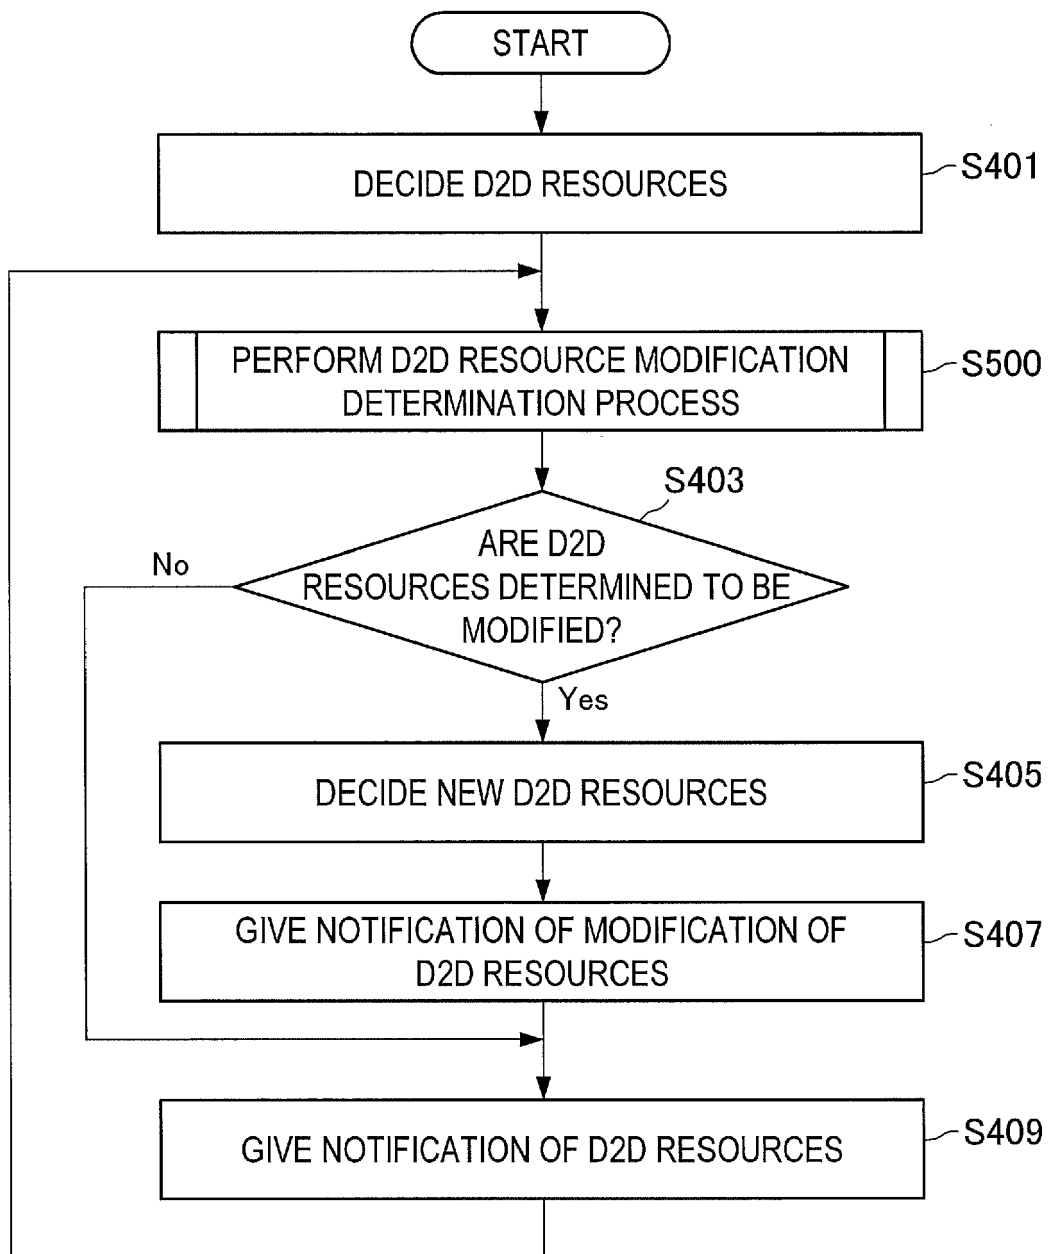 START
DECIDE D2D RESOURCES
S401
PERFORM D2D RESOURCE MODIFICATION
DETERMINATION PROCESS
S500
S403
ARE D2D
RESOURCES DETERMINED TO BE
MODIFIED?
No
Yes
DECIDE NEW D2D RESOURCES
S405
GIVE NOTIFICATION OF MODIFICATION OF
D2D RESOURCES
S407
GIVE NOTIFICATION OF D2D RESOURCES
S409